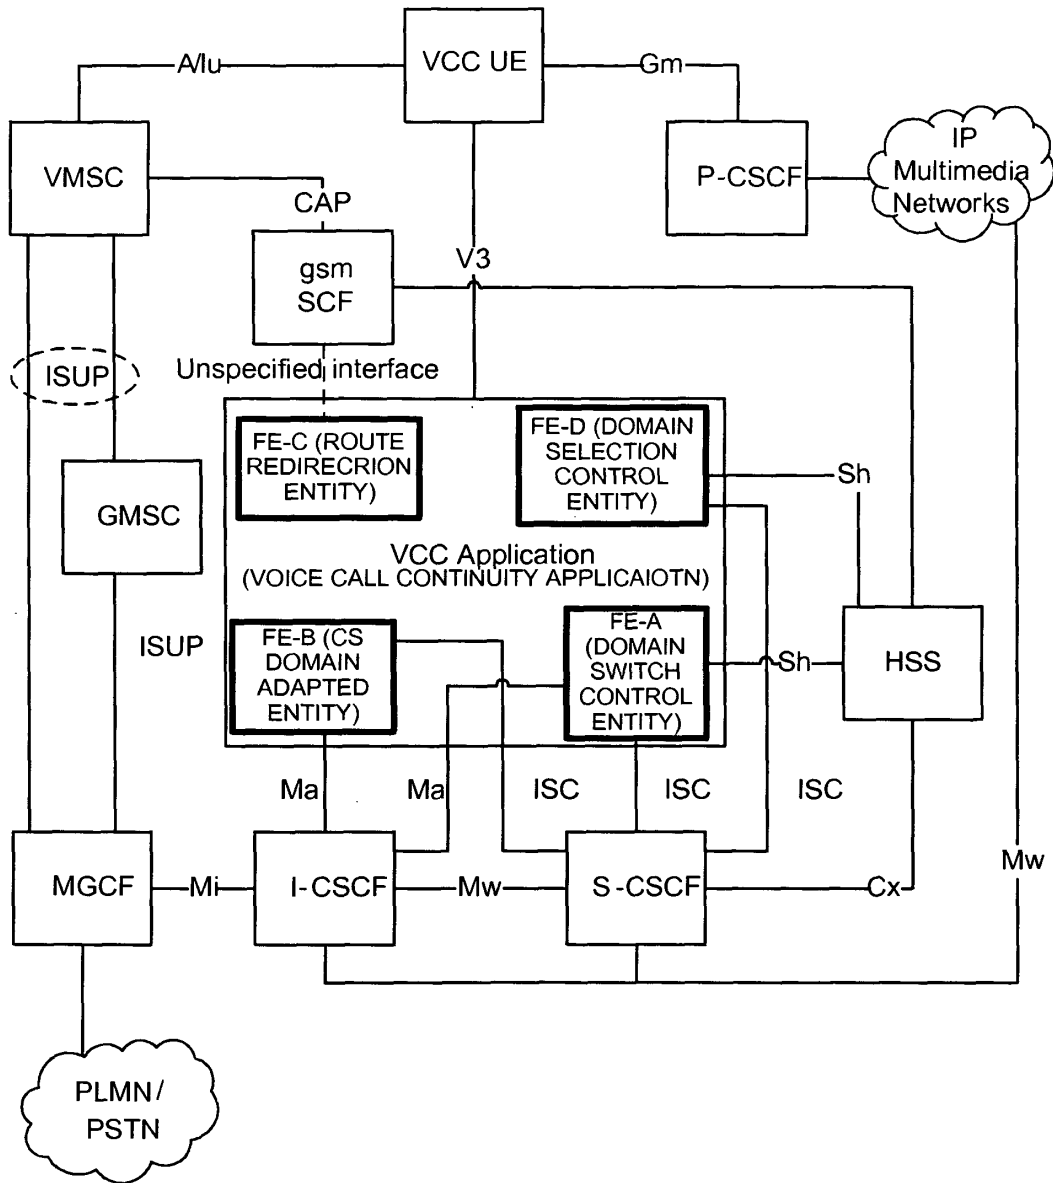 VCC UE
A/Iu
Gm
VMSC
P-CSCF
IP
Multimedia
Networks
CAP
gsm
SCF
V3
ISUP
Unspecified interface
FE-C (ROUTE
REDIRECRION
ENTITY)
FE-D (DOMAIN
SELECTION
CONTROL
ENTITY)
Sh
GMSC
VCC Application
(VOICE CALL CONTINUITY APPLICAIOTN)
ISUP
FE-B (CS
DOMAIN
ADAPTED
ENTITY)
FE-A
(DOMAIN
SWITCH
CONTROL
ENTITY)
Sh
HSS
Ma
Ma
ISC
ISC
ISC
MGCF
Mi
I-CSCF
Mw
S-CSCF
Cx
Mw
PLMN/
PSTN